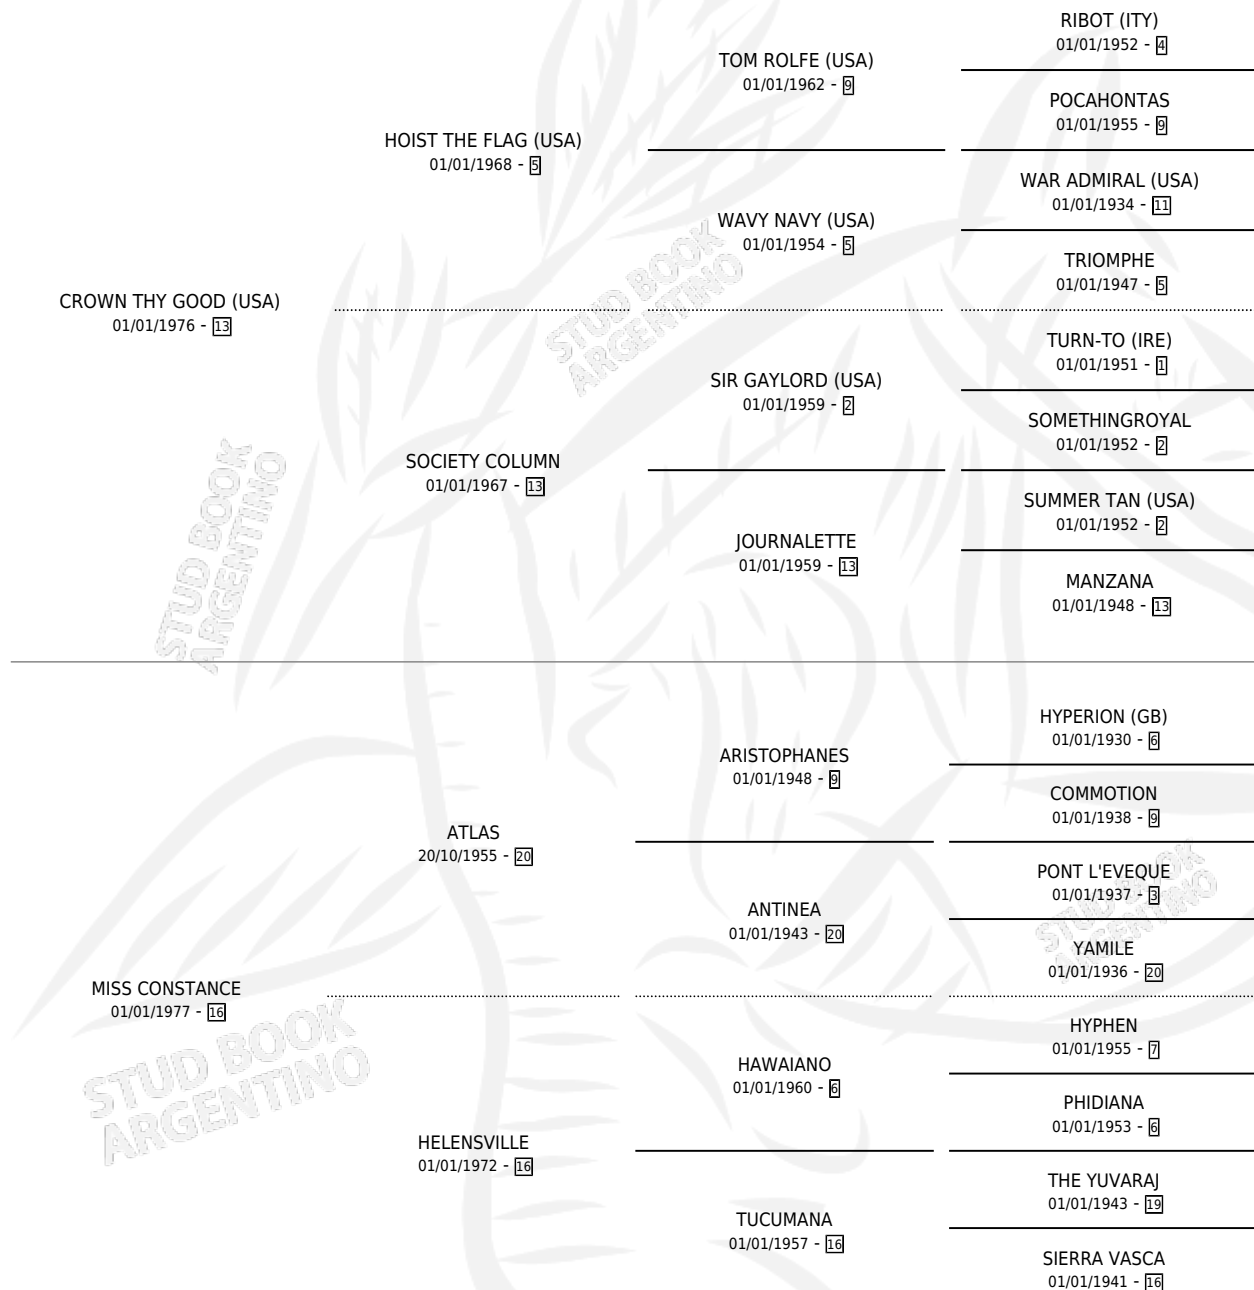 RIBOT (ITY)
01/01/1952 - 4
TOM ROLFE (USA)
01/01/1962 - 9
POCAHONTAS
01/01/1955 - 9
HOIST THE FLAG (USA)
01/01/1968 - 5
WAR ADMIRAL (USA)
01/01/1934 - 11
WAVY NAVY (USA)
01/01/1954 - 5
TRIOMPHE
01/01/1947 - 5
CROWN THY GOOD (USA)
01/01/1976 - 13
TURN-TO (IRE)
01/01/1951 - 1
SIR GAYLORD (USA)
01/01/1959 - 2
SOMETHINGROYAL
01/01/1952 - 2
SOCIETY COLUMN
01/01/1967 - 13
SUMMER TAN (USA)
01/01/1952 - 2
JOURNALETTE
01/01/1959 - 13
MANZANA
01/01/1948 - 13
HYPERION (GB)
01/01/1930 - 6
ARISTOPHANES
01/01/1948 - 9
COMMOTION
01/01/1938 - 9
ATLAS
20/10/1955 - 20
PONT L'EVEQUE
01/01/1937 - 3
ANTINEA
01/01/1943 - 20
YAMILE
01/01/1936 - 20
MISS CONSTANCE
01/01/1977 - 16
HYPHEN
01/01/1955 - 7
HAWAIANO
01/01/1960 - 6
PHIDIANA
01/01/1953 - 6
HELENSVILLE
01/01/1972 - 16
THE YUVARAJ
01/01/1943 - 19
TUCUMANA
01/01/1957 - 16
SIERRA VASCA
01/01/1941 - 16
STUD BOOK
ARGENTINO
STUD BOOK
ARGENTINO
STUD BOOK
ARGENTINO
STUD BOOK
ARGENTINO